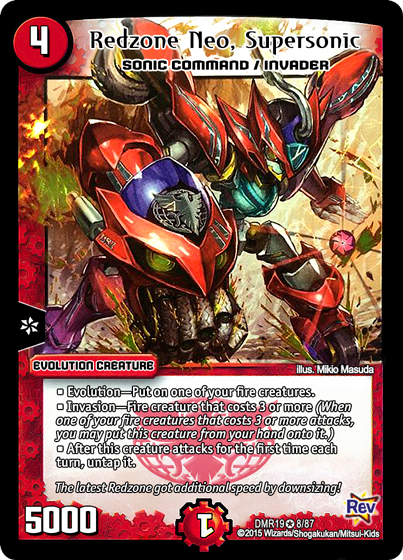 4
Redzone Neo, Supersonic
SONIC COMMAND / INVADER
EVOLUTION CREATURE
illus. Mikio Masuda
▪ Evolution—Put on one of your fire creatures.
▪ Invasion—Fire creature that costs 3 or more (When
one of your fire creatures that costs 3 or more attacks,
you may put this creature from your hand onto it.)
▪ After this creature attacks for the first time each
turn, untap it.
The latest Redzone got additional speed by downsizing!
5000
1
Rev
DMR19 ✪ 8/87
©2015 Wizards/Shogakukan/Mitsui-Kids